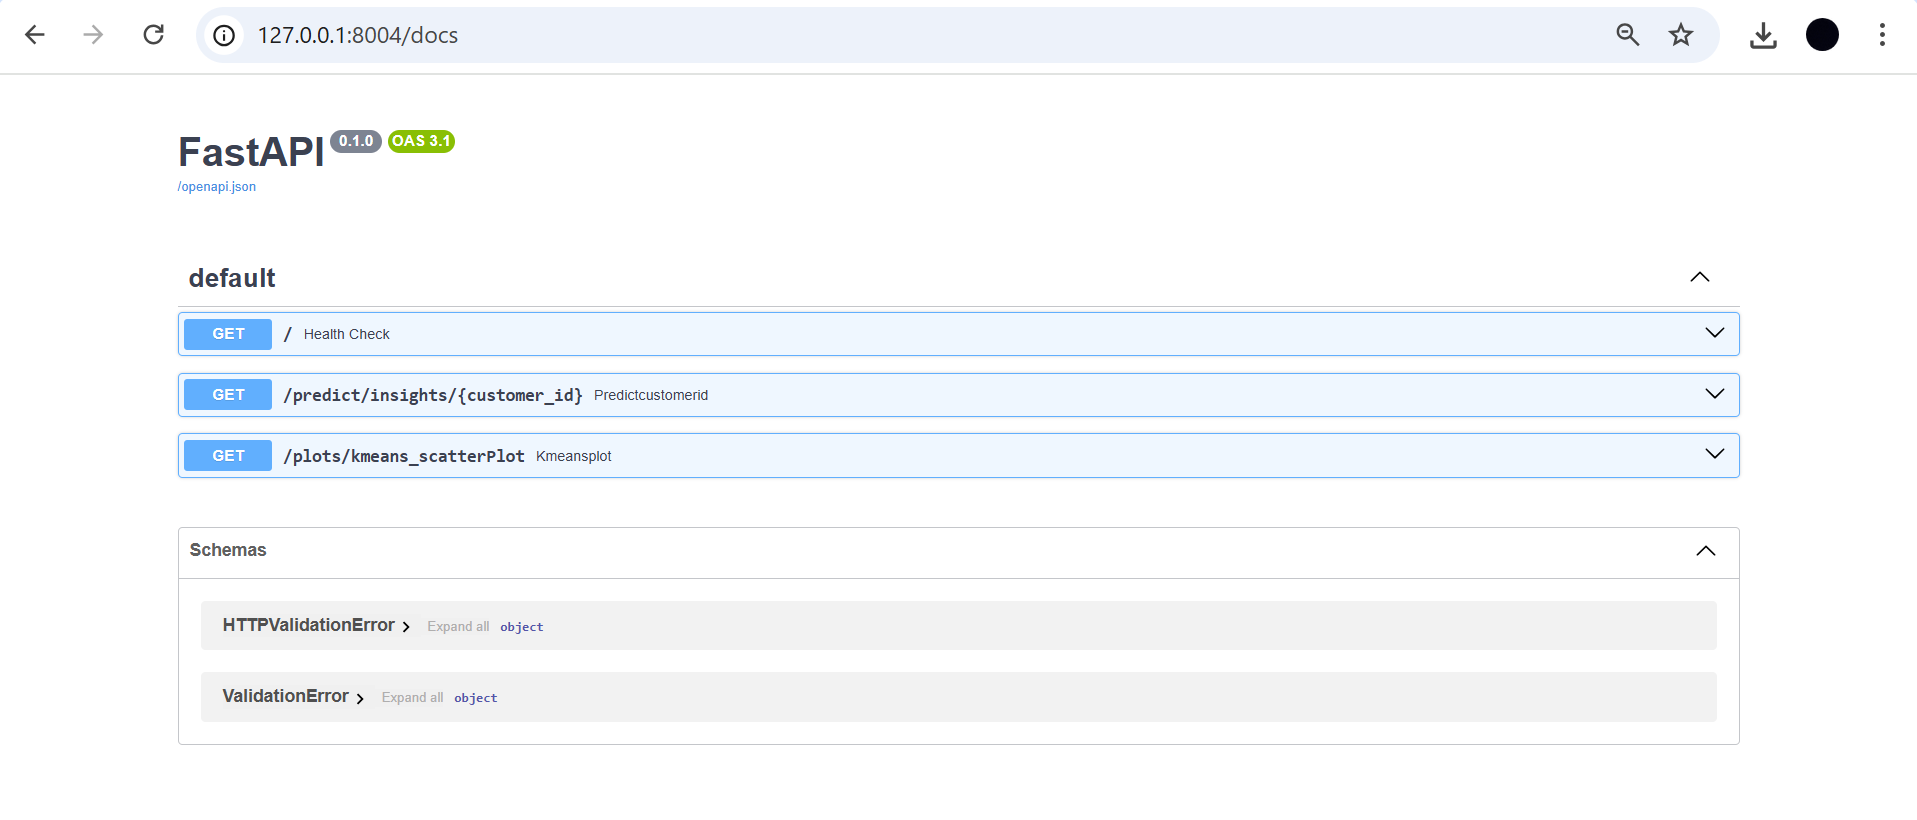 127.0.0.1:8004/docs
FastAPI 0.1.0 OAS 3.1
/openapi.json
default
GET / Health Check
GET /predict/insights/{customer_id} Predictcustomerid
GET /plots/kmeans_scatterPlot Kmeansplot
Schemas
HTTPValidationError Expand all object
ValidationError Expand all object